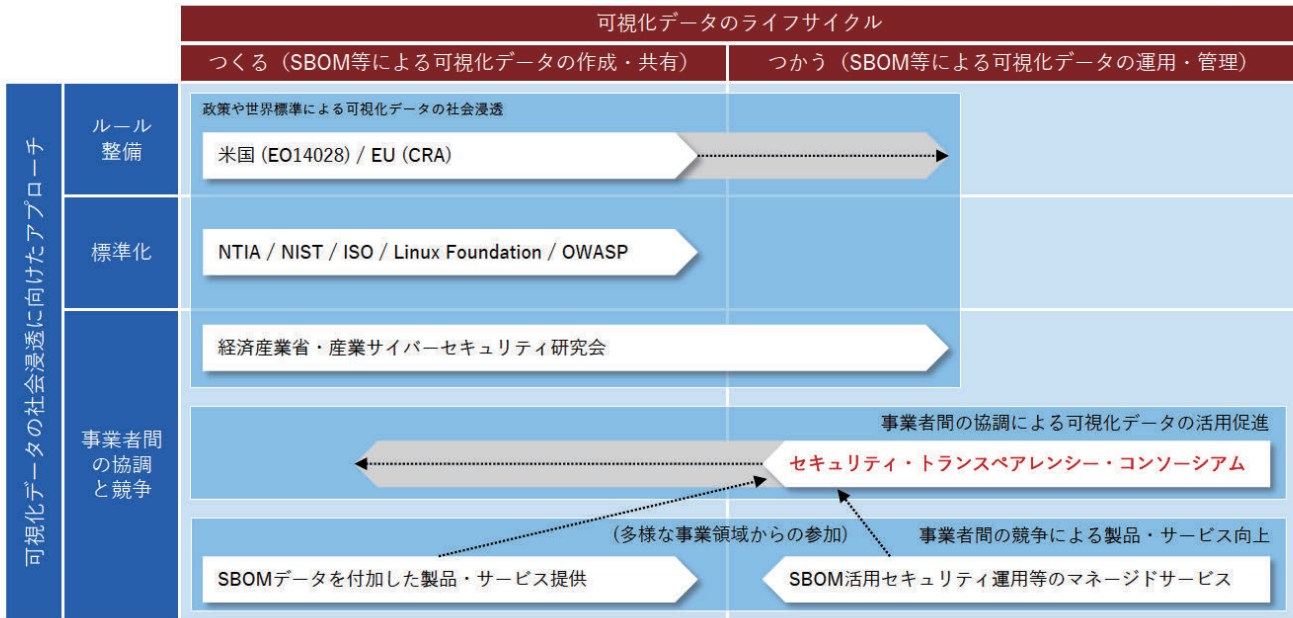 可視化データのライフサイクル
つくる（SBOM等による可視化データの作成・共有）
つかう（SBOM等による可視化データの運用・管理）
可視化データの社会浸透に向けたアプローチ
ルール
整備
政策や世界標準による可視化データの社会浸透
米国 (EO14028) / EU (CRA)
標準化
NTIA / NIST / ISO / Linux Foundation / OWASP
事業者間
の協調
と競争
経済産業省・産業サイバーセキュリティ研究会
事業者間の協調による可視化データの活用促進
セキュリティ・トランスペアレンシー・コンソーシアム
(多様な事業領域からの参加)
事業者間の競争による製品・サービス向上
SBOMデータを付加した製品・サービス提供
SBOM活用セキュリティ運用等のマネージドサービス